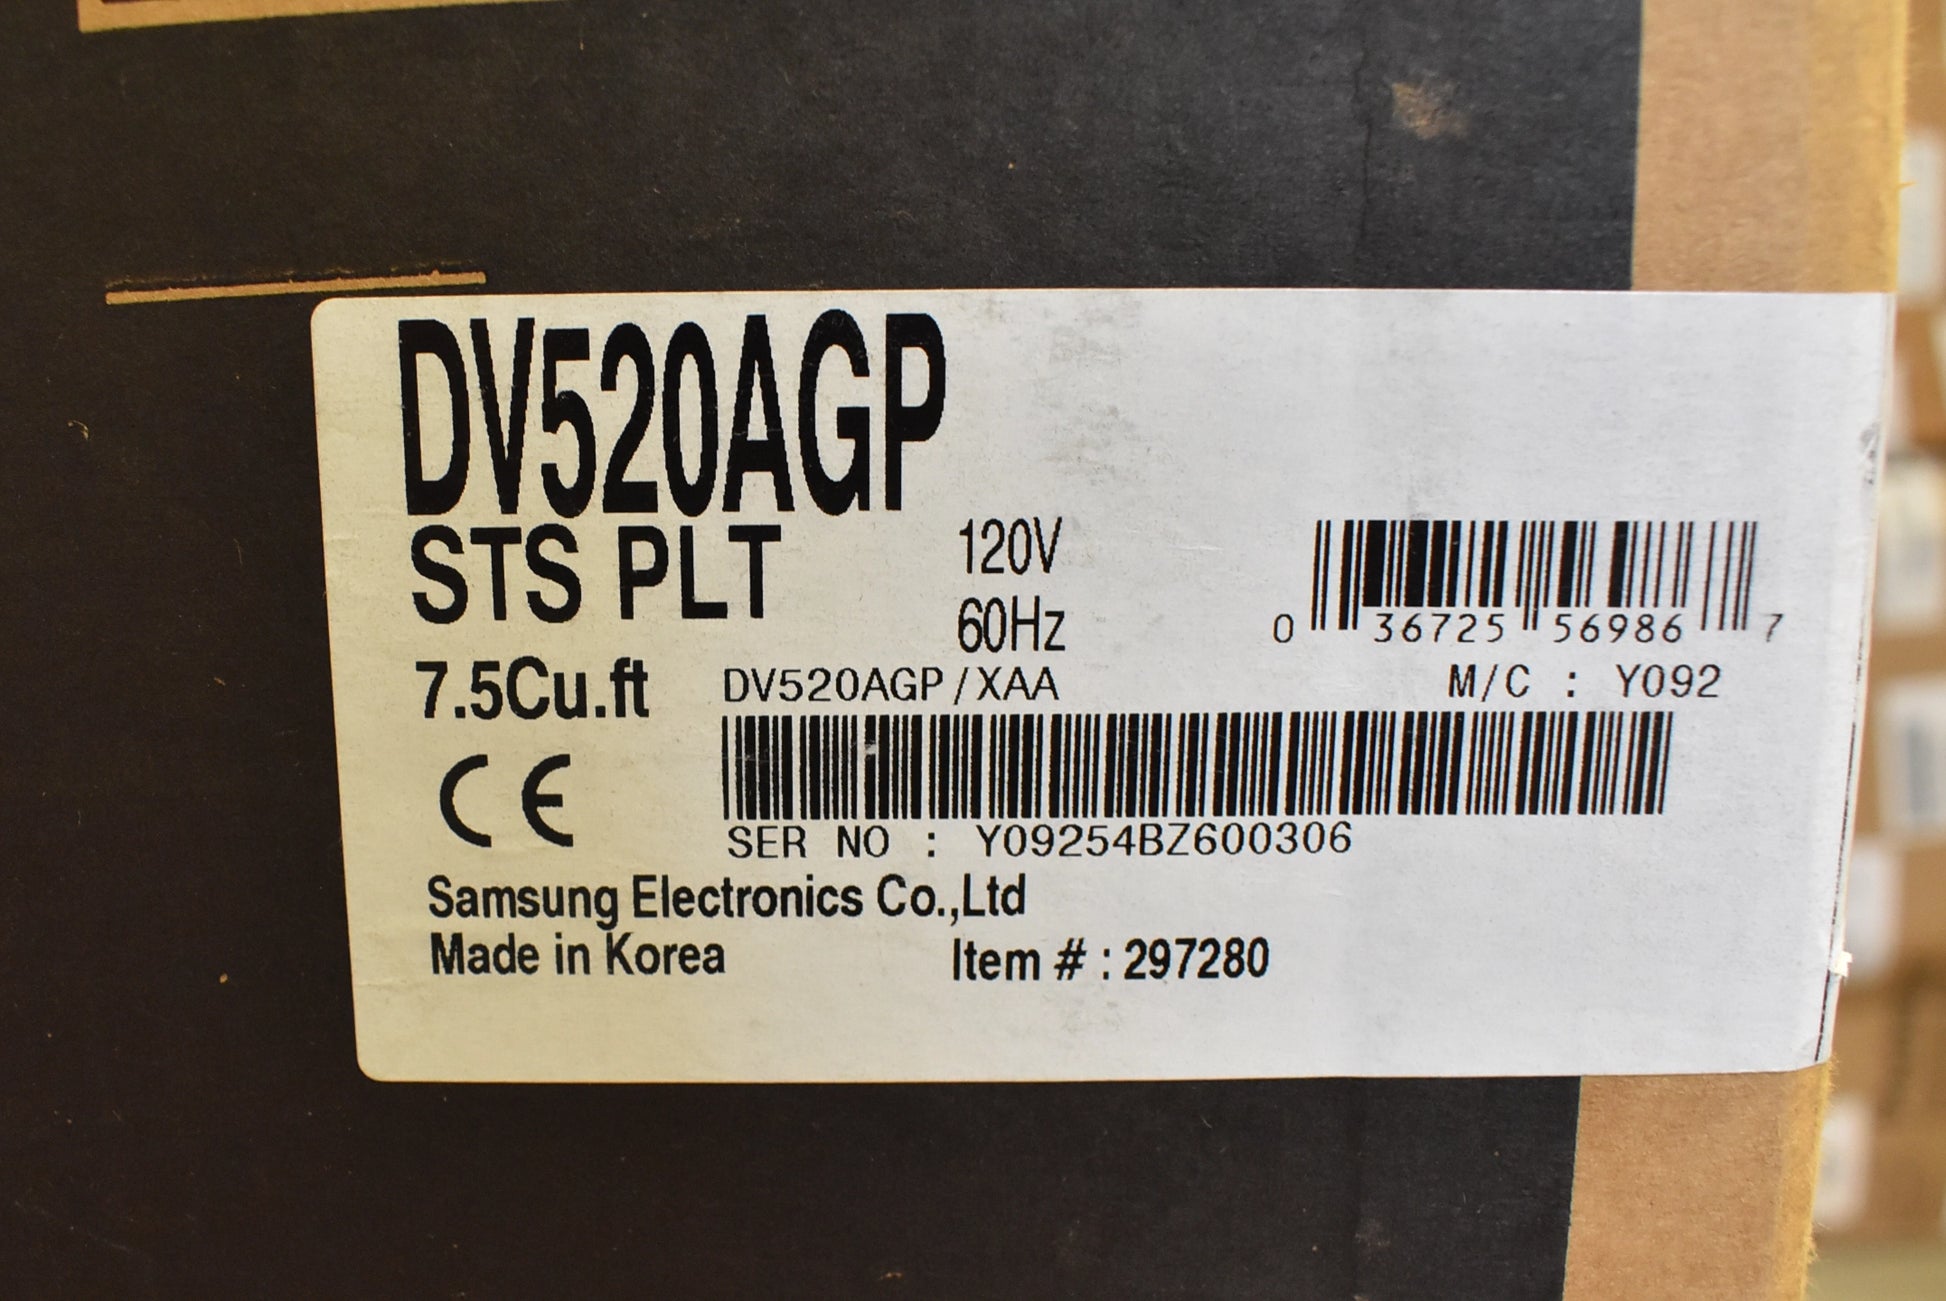 DV520AGP
STS PLT
120V
60Hz
0 36725 56986 7
7.5Cu.ft
DV520AGP/XAA
M/C : Y092
CE
SER NO : Y09254BZ600306
Samsung Electronics Co.,Ltd
Made in Korea
Item # : 297280